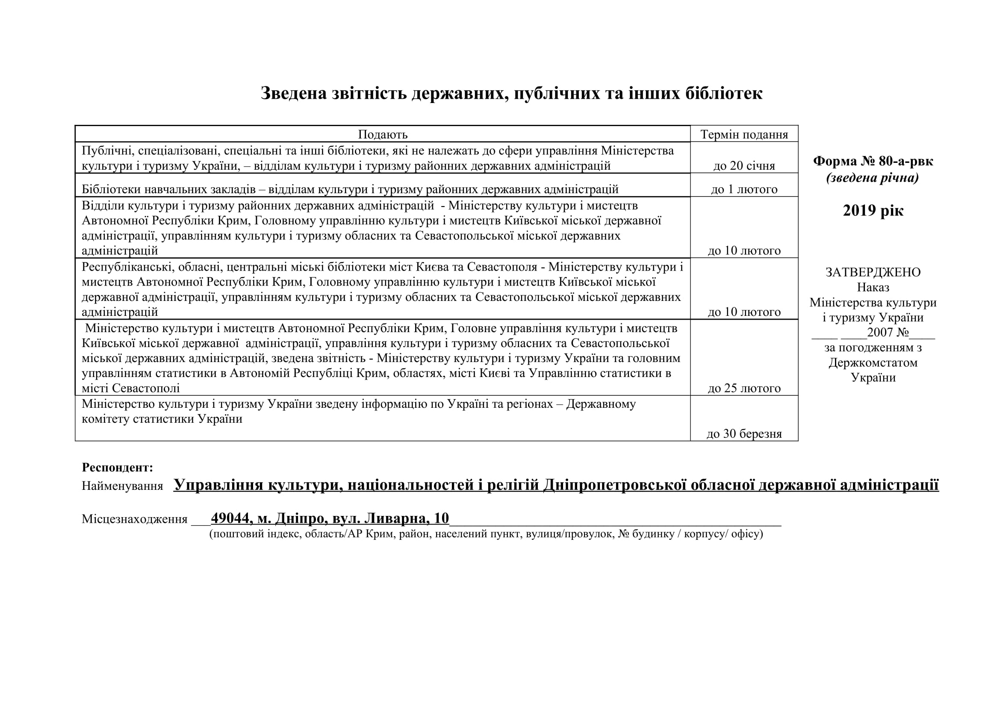 Зведена звітність державних, публічних та інших бібліотек
Подають
Термін подання
Публічні, спеціалізовані, спеціальні та інші бібліотеки, які не належать до сфери управління Міністерства
культури і туризму України, – відділам культури і туризму районних державних адміністрацій
до 20 січня
Бібліотеки навчальних закладів – відділам культури і туризму районних державних адміністрацій
до 1 лютого
Відділи культури і туризму районних державних адміністрацій - Міністерству культури і мистецтв
Автономної Республіки Крим, Головному управлінню культури і мистецтв Київської міської державної
адміністрації, управлінням культури і туризму обласних та Севастопольської міської державних
адміністрацій
до 10 лютого
Республіканські, обласні, центральні міські бібліотеки міст Києва та Севастополя - Міністерству культури і
мистецтв Автономної Республіки Крим, Головному управлінню культури і мистецтв Київської міської
державної адміністрації, управлінням культури і туризму обласних та Севастопольської міської державних
адміністрацій
до 10 лютого
Міністерство культури і мистецтв Автономної Республіки Крим, Головне управління культури і мистецтв
Київської міської державної адміністрації, управління культури і туризму обласних та Севастопольської
міської державних адміністрацій, зведена звітність - Міністерству культури і туризму України та головним
управлінням статистики в Автономій Республіці Крим, областях, місті Києві та Управлінню статистики в
місті Севастополі
до 25 лютого
Міністерство культури і туризму України зведену інформацію по Україні та регіонах – Державному
комітету статистики України
до 30 березня
Форма № 80-а-рвк
(зведена річна)
2019 рік
ЗАТВЕРДЖЕНО
Наказ
Міністерства культури
і туризму України
____ ____2007 №____
за погодженням з
Держкомстатом
України
Респондент:
Найменування Управління культури, національностей і релігій Дніпропетровської обласної державної адміністрації
Місцезнаходження ___49044, м. Дніпро, вул. Ливарна, 10___
(поштовий індекс, область/АР Крим, район, населений пункт, вулиця/провулок, № будинку / корпусу/ офісу)